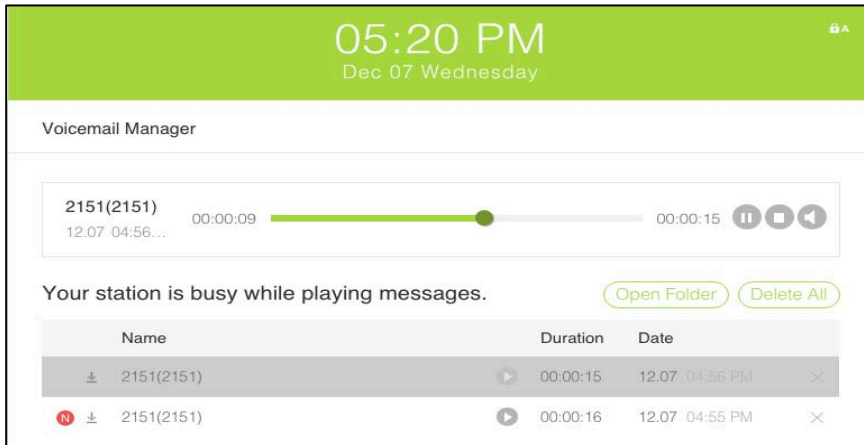 05:20 PM
A
Dec 07 Wednesday
Voicemail Manager
2151(2151)
00:00:09
00:00:15
12.07 04:56...
Your station is busy while playing messages.
Open Folder
Delete All
Name Duration Date
2151(2151) 00:00:15 12.07 04:56 PM
N 2151(2151) 00:00:16 12.07 04:55 PM